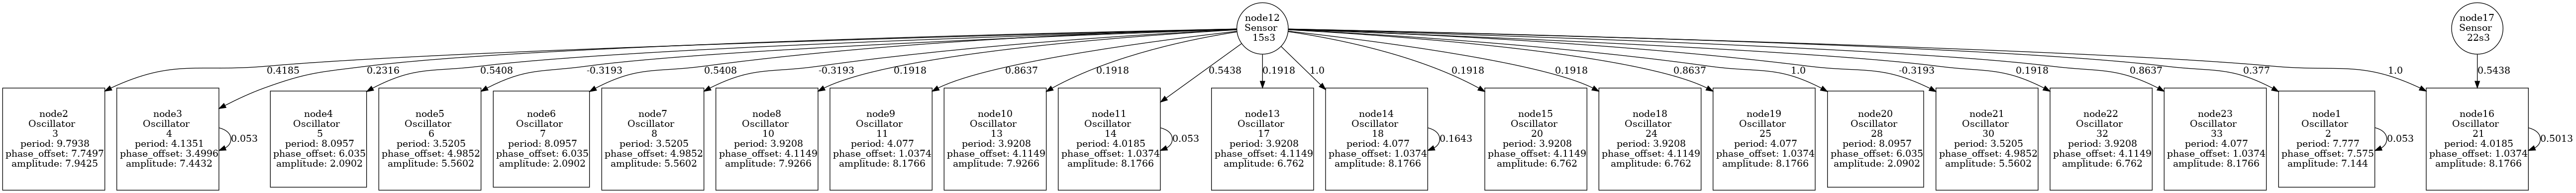 node12
Sensor
15s3
node17
Sensor
22s3
0.4185
0.2316
0.5408
-0.3193
0.5408
-0.3193
0.1918
0.8637
0.1918
0.5438
0.1918
1.0
0.1918
0.1918
0.8637
1.0
-0.3193
0.1918
0.8637
0.377
1.0
0.5438
node2
Oscillator
3
period: 9.7938
phase_offset: 7.7497
amplitude: 7.9425
node3
Oscillator
4
period: 4.1351
phase_offset: 3.4996
amplitude: 7.4432
0.053
node4
Oscillator
5
period: 8.0957
phase_offset: 6.035
amplitude: 2.0902
node5
Oscillator
6
period: 3.5205
phase_offset: 4.9852
amplitude: 5.5602
node6
Oscillator
7
period: 8.0957
phase_offset: 6.035
amplitude: 2.0902
node7
Oscillator
8
period: 3.5205
phase_offset: 4.9852
amplitude: 5.5602
node8
Oscillator
10
period: 3.9208
phase_offset: 4.1149
amplitude: 7.9266
node9
Oscillator
11
period: 4.077
phase_offset: 1.0374
amplitude: 8.1766
node10
Oscillator
13
period: 3.9208
phase_offset: 4.1149
amplitude: 7.9266
node11
Oscillator
14
period: 4.0185
phase_offset: 1.0374
amplitude: 8.1766
0.053
node13
Oscillator
17
period: 3.9208
phase_offset: 4.1149
amplitude: 6.762
node14
Oscillator
18
period: 4.077
phase_offset: 1.0374
amplitude: 8.1766
0.1643
node15
Oscillator
20
period: 3.9208
phase_offset: 4.1149
amplitude: 6.762
node18
Oscillator
24
period: 3.9208
phase_offset: 4.1149
amplitude: 6.762
node19
Oscillator
25
period: 4.077
phase_offset: 1.0374
amplitude: 8.1766
node20
Oscillator
28
period: 8.0957
phase_offset: 6.035
amplitude: 2.0902
node21
Oscillator
30
period: 3.5205
phase_offset: 4.9852
amplitude: 5.5602
node22
Oscillator
32
period: 3.9208
phase_offset: 4.1149
amplitude: 6.762
node23
Oscillator
33
period: 4.077
phase_offset: 1.0374
amplitude: 8.1766
node1
Oscillator
2
period: 7.777
phase_offset: 7.575
amplitude: 7.144
0.053
node16
Oscillator
21
period: 4.0185
phase_offset: 1.0374
amplitude: 8.1766
0.5013